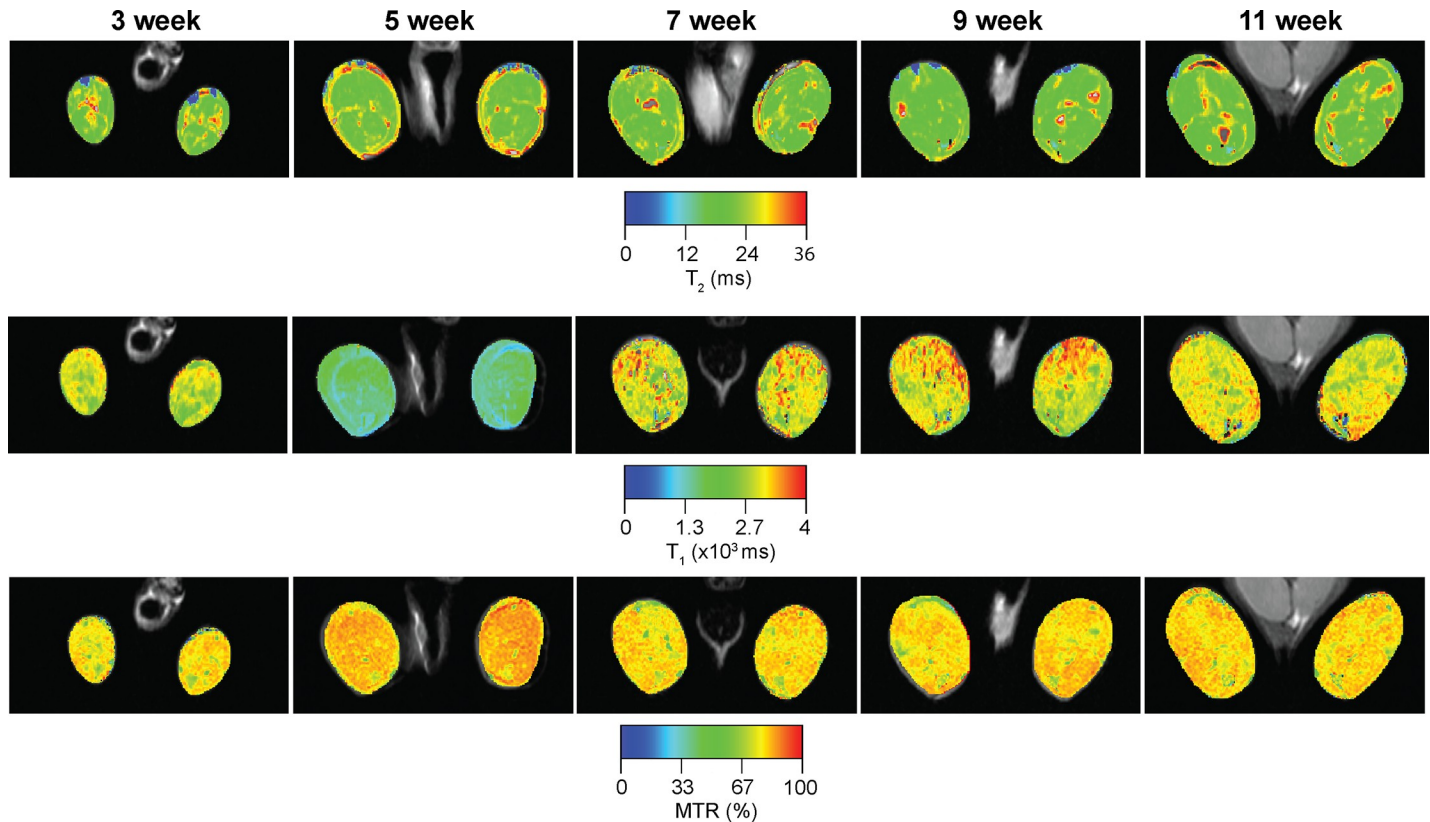 3 week 5 week 7 week 9 week 11 week
0 12 24 36
T₂ (ms)
0 1.3 2.7 4
T₁ (x10³ ms)
0 33 67 100
MTR (%)